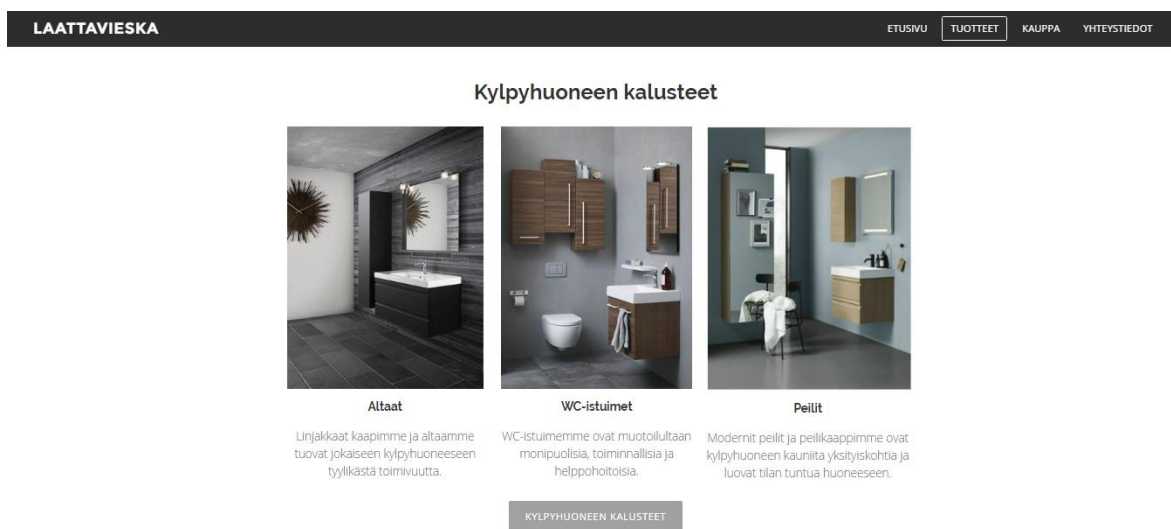 LAATTAVIESKA
ETUSIVU TUOTTEET KAUPPA YHTEYSTIEDOT
Kylpyhuoneen kalusteet
Altaat
Linjakkaat kaapimme ja altaamme
tuovat jokaiseen kylpyhuoneeseen
tyylikästä toimivuutta.
WC-istuimet
WC-istuimemme ovat muotoilultaan
monipuolisia, toiminnallisia ja
helppohoitoisia.
Peilit
Modernit peilit ja peilikaappimme ovat
kylpyhuoneen kauniita yksityiskohtia ja
luovat tilan tuntua huoneeseen.
KYLPYHUONEEN KALUSTEET